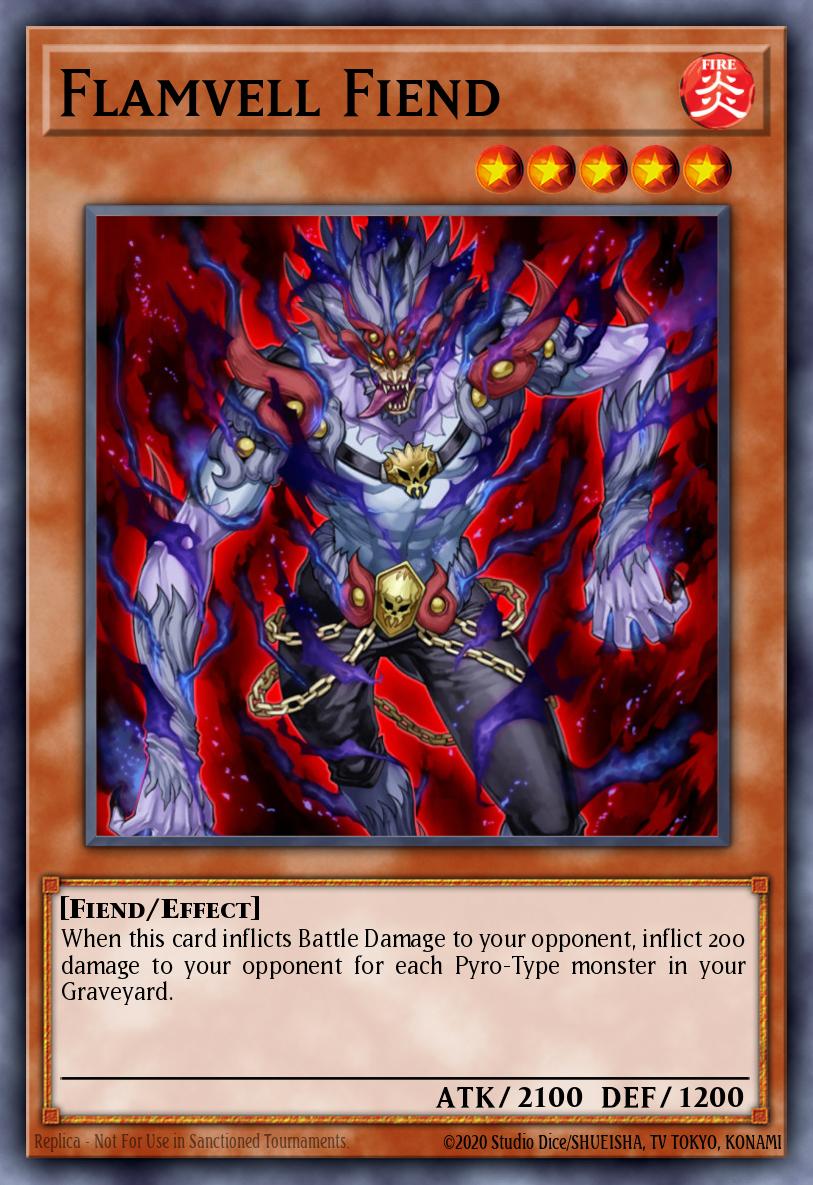 Flamvell Fiend
FIRE
炎
[Fiend/Effect]
When this card inflicts Battle Damage to your opponent, inflict 200
damage to your opponent for each Pyro-Type monster in your
Graveyard.
ATK/2100 DEF/1200
Replica - Not For Use in Sanctioned Tournaments.
©2020 Studio Dice/SHUEISHA, TV TOKYO, KONAMI